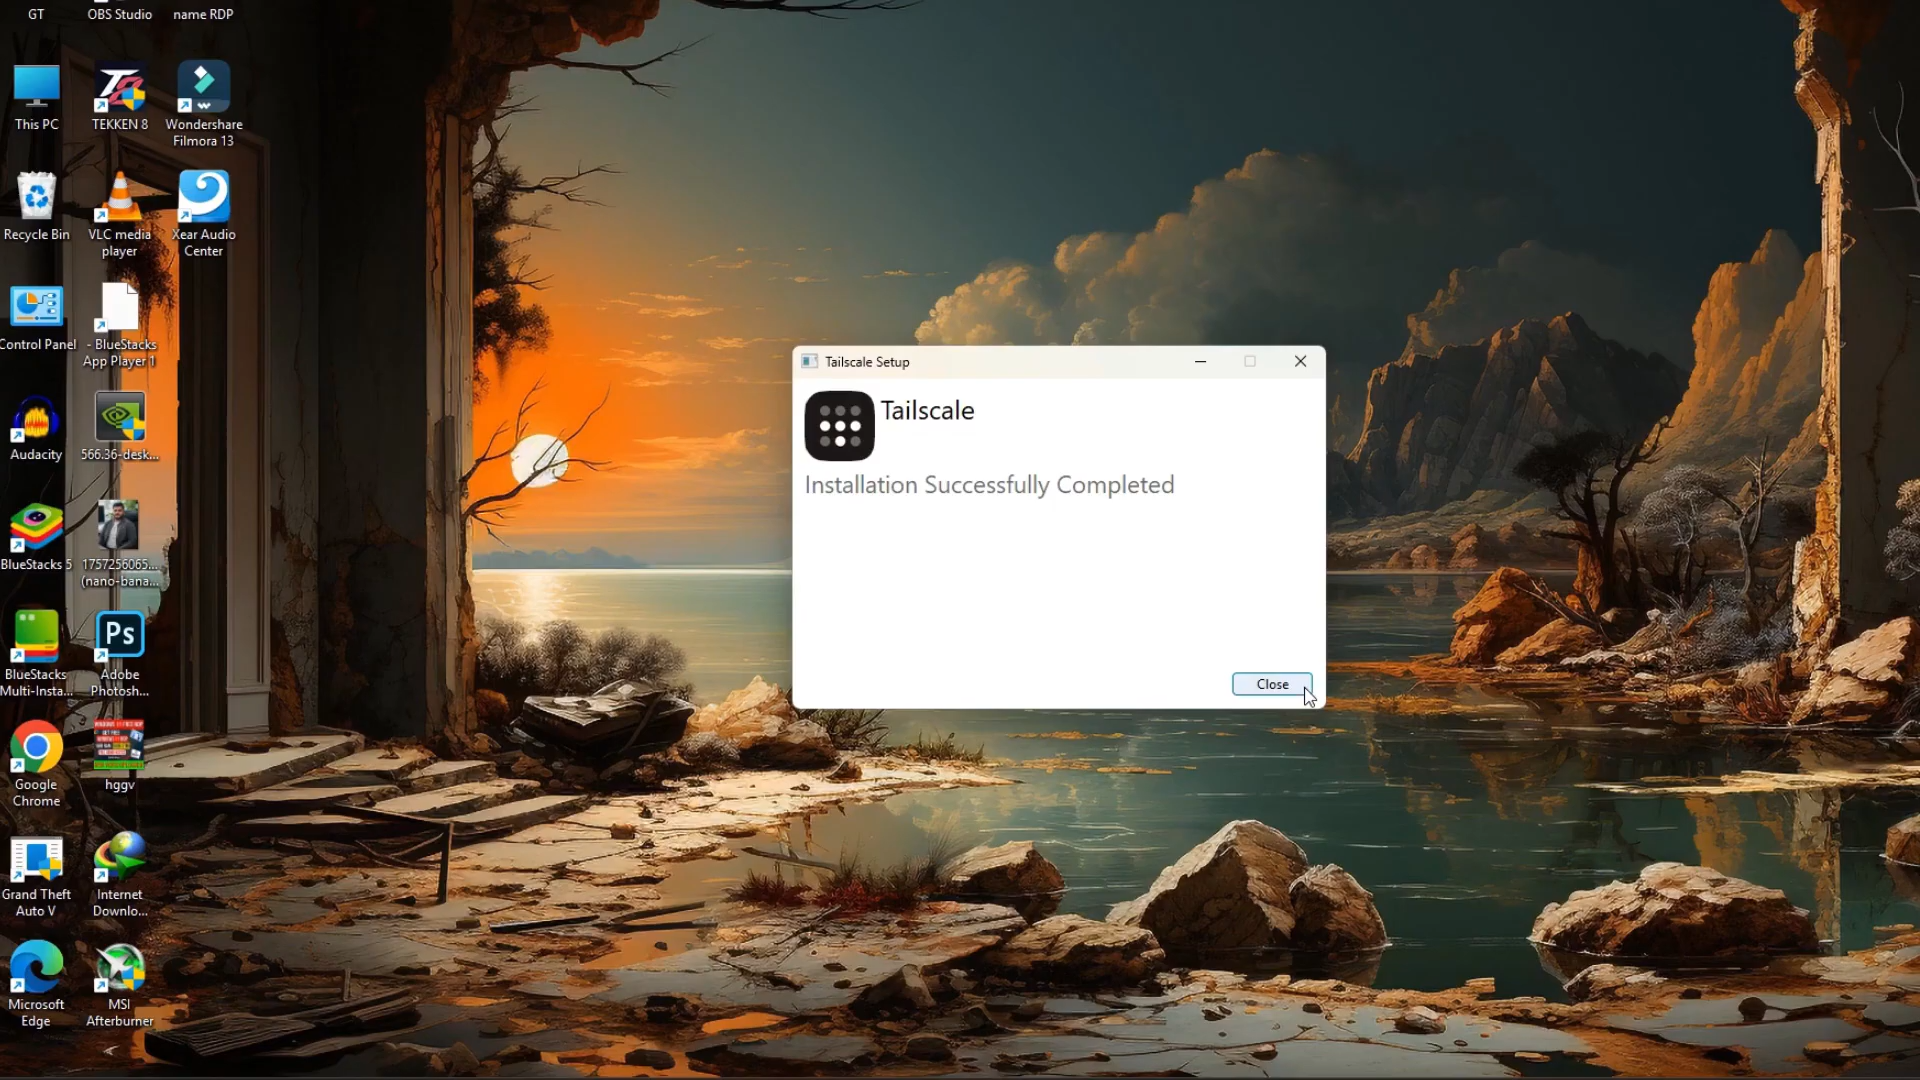 GT
OBS Studio
name RDP
This PC
TEKKEN 8
Wondershare
Filmora 13
Recycle Bin
VLC media
player
Xear Audio
Center
Control Panel
- BlueStacks
App Player 1
Audacity
566.36-desk...
BlueStacks 5
1757256065...
(nano-bana...
BlueStacks
Multi-Insta...
Ps
Adobe
Photosh...
Google
Chrome
hggv
Grand Theft
Auto V
Internet
Downlo...
Microsoft
Edge
MSI
Afterburner
Tailscale Setup
Tailscale
Installation Successfully Completed
Close